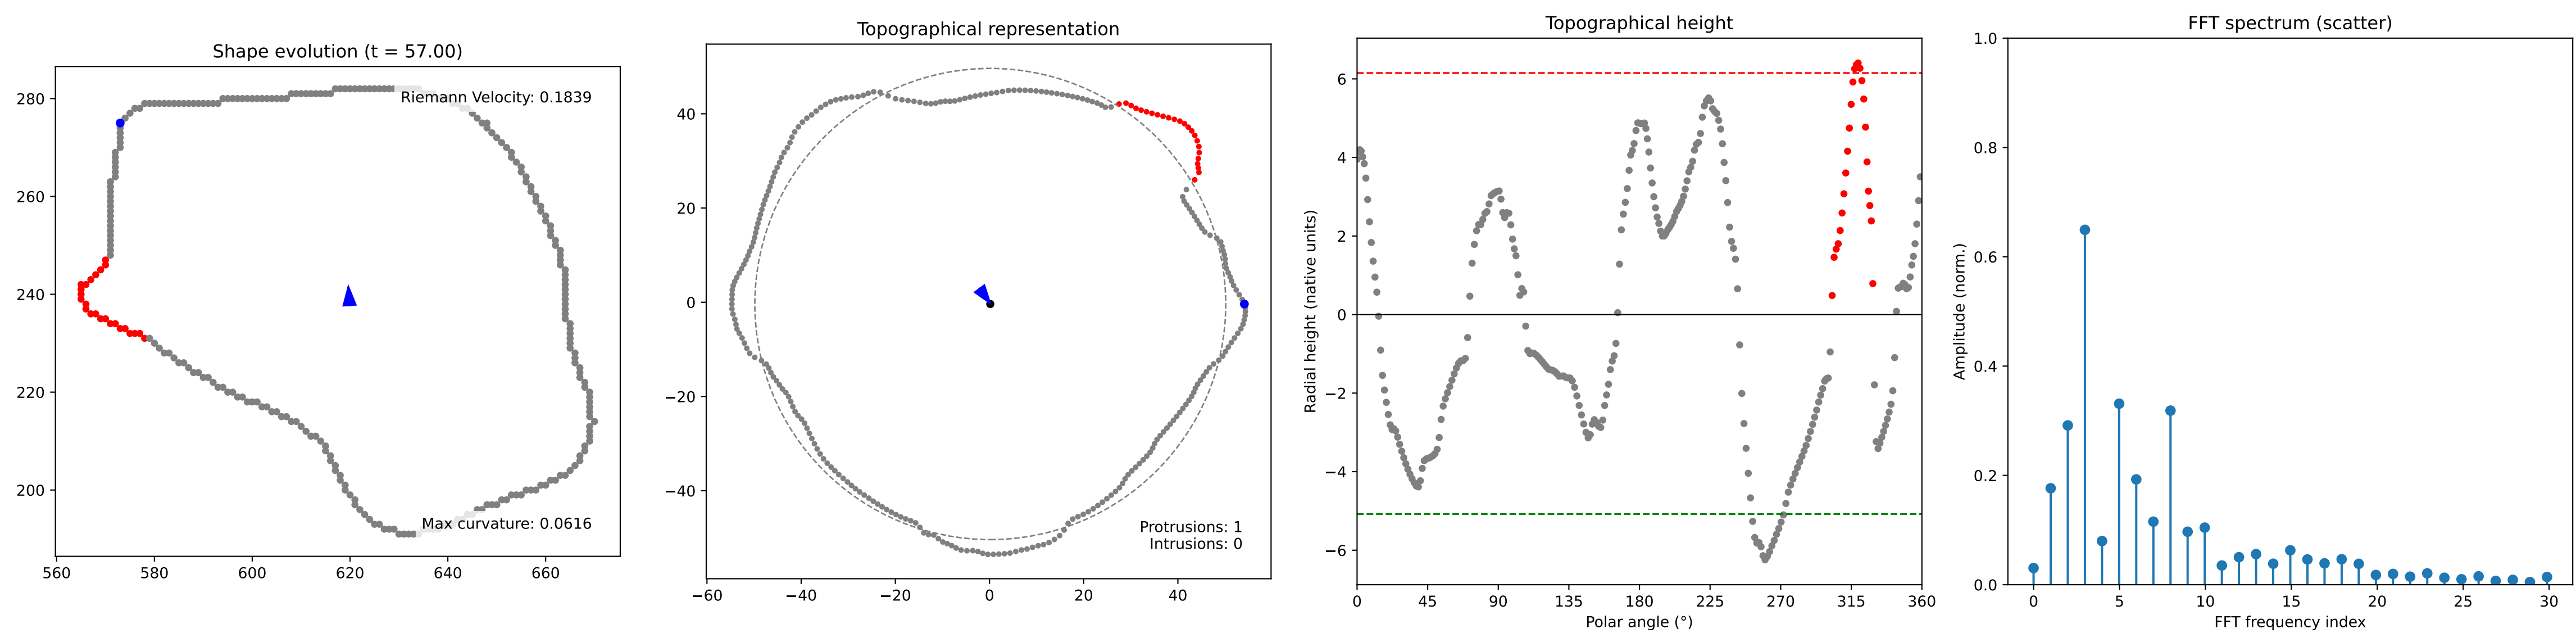 Shape evolution (t = 57.00)
Riemann Velocity: 0.1839
Max curvature: 0.0616
280
260
240
220
200
560 580 600 620 640 660
Topographical representation
Protrusions: 1
Intrusions: 0
40
20
0
−20
−40
−60 −40 −20 0 20 40
Topographical height
Radial height (native units)
6
4
2
0
−2
−4
−6
0 45 90 135 180 225 270 315 360
Polar angle (°)
FFT spectrum (scatter)
Amplitude (norm.)
1.0
0.8
0.6
0.4
0.2
0.0
0 5 10 15 20 25 30
FFT frequency index